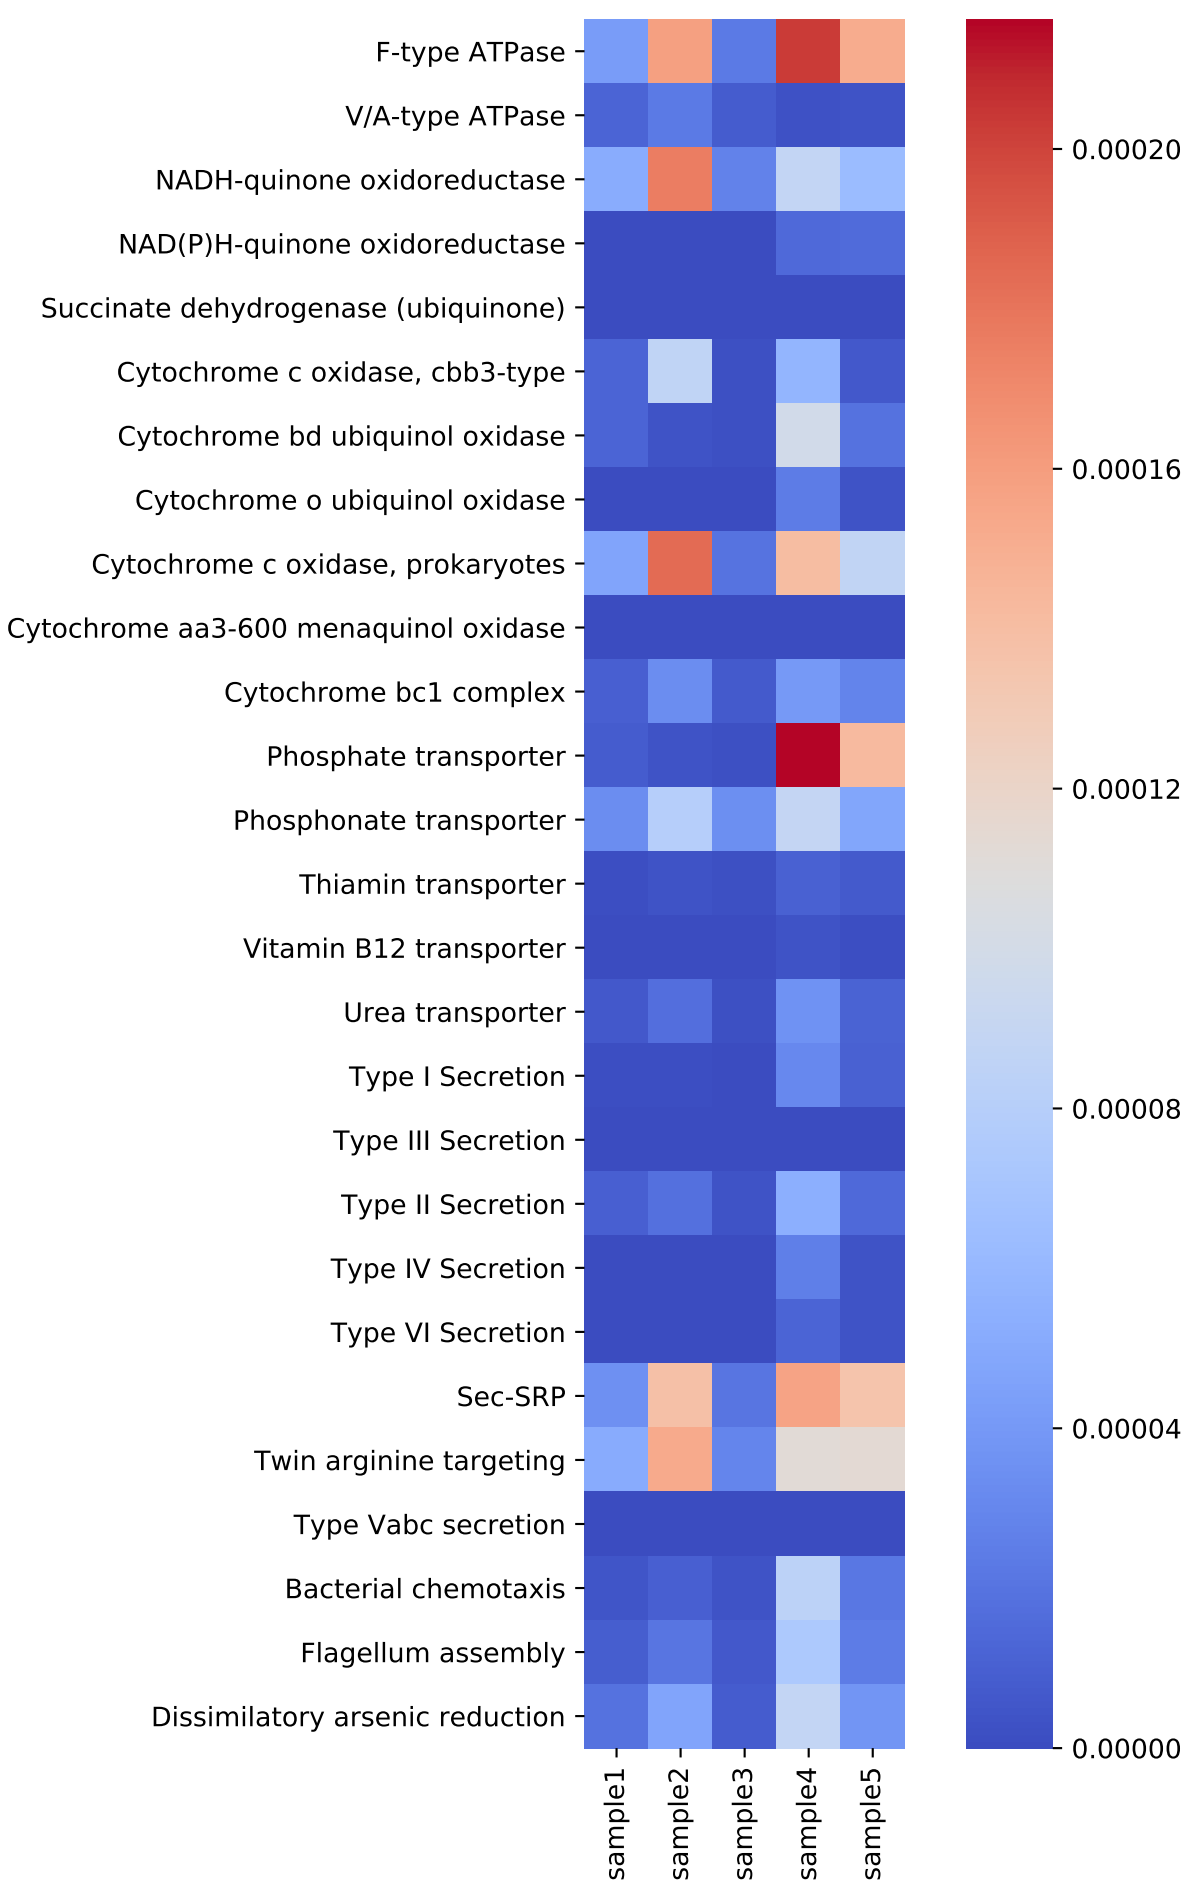 F-type ATPase
V/A-type ATPase
NADH-quinone oxidoreductase
NAD(P)H-quinone oxidoreductase
Succinate dehydrogenase (ubiquinone)
Cytochrome c oxidase, cbb3-type
Cytochrome bd ubiquinol oxidase
Cytochrome o ubiquinol oxidase
Cytochrome c oxidase, prokaryotes
Cytochrome aa3-600 menaquinol oxidase
Cytochrome bc1 complex
Phosphate transporter
Phosphonate transporter
Thiamin transporter
Vitamin B12 transporter
Urea transporter
Type I Secretion
Type III Secretion
Type II Secretion
Type IV Secretion
Type VI Secretion
Sec-SRP
Twin arginine targeting
Type Vabc secretion
Bacterial chemotaxis
Flagellum assembly
Dissimilatory arsenic reduction
sample1
sample2
sample3
sample4
sample5
0.00020
0.00016
0.00012
0.00008
0.00004
0.00000